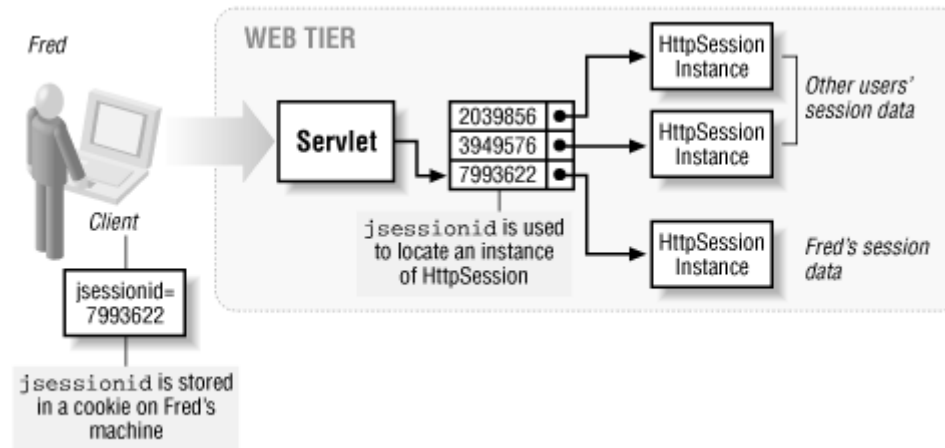 Fred
WEB TIER
Servlet
2039856
3949576
7993622
HttpSession
Instance
HttpSession
Instance
Other users'
session data
HttpSession
Instance
Fred's session
data
jsessionid is used
to locate an instance
of HttpSession
Client
jsessionid=
7993622
jsessionid is stored
in a cookie on Fred's
machine